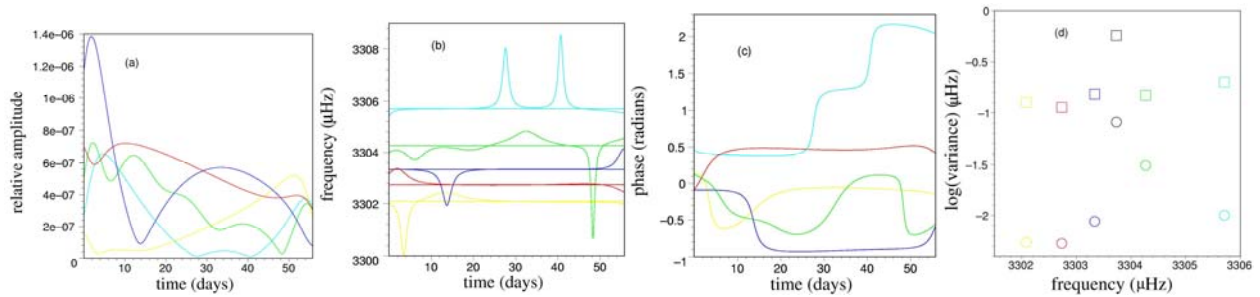 (a)
relative amplitude
1.4e-06
1.2e-06
1e-06
8e-07
6e-07
4e-07
2e-07
0
0 10 20 30 40 50
time (days)
(b)
frequency (μHz)
3308
3306
3304
3302
3300
10 20 30 40 50
time (days)
(c)
phase (radians)
2
1.5
1
0.5
0
-0.5
-1
10 20 30 40 50
time (days)
(d)
log(variance) (μHz)
0
-0.5
-1
-1.5
-2
3302 3303 3304 3305 3306
frequency (μHz)